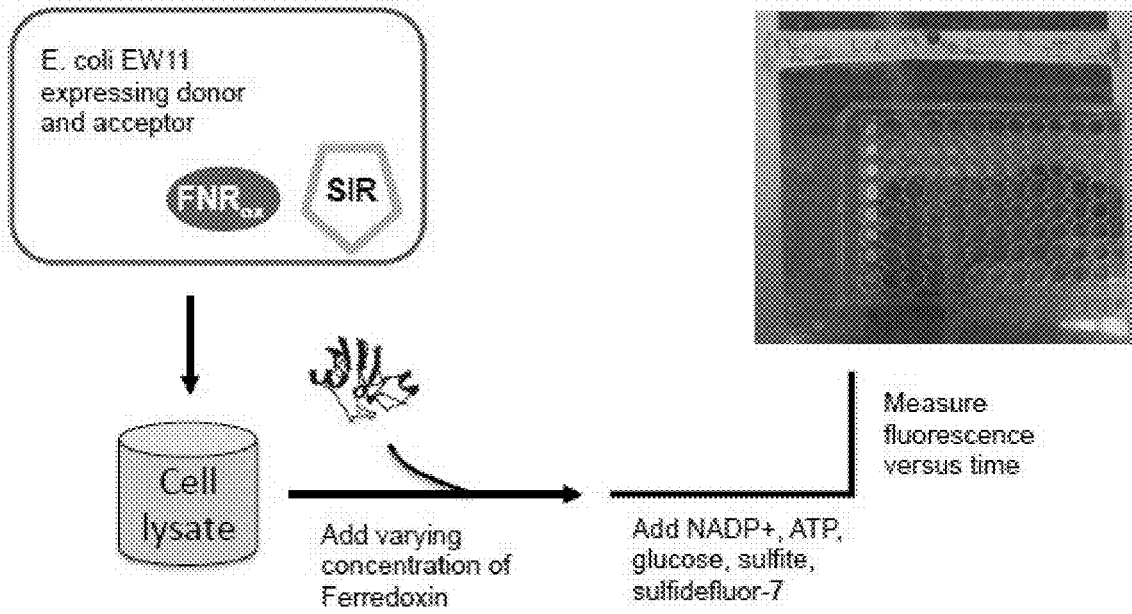 E. coli EW11
expressing donor
and acceptor
FNRox
SIR
Cell
lysate
Add varying
concentration of
Ferredoxin
Add NADP+, ATP,
glucose, sulfite,
sulfidefluor-7
Measure
fluorescence
versus time